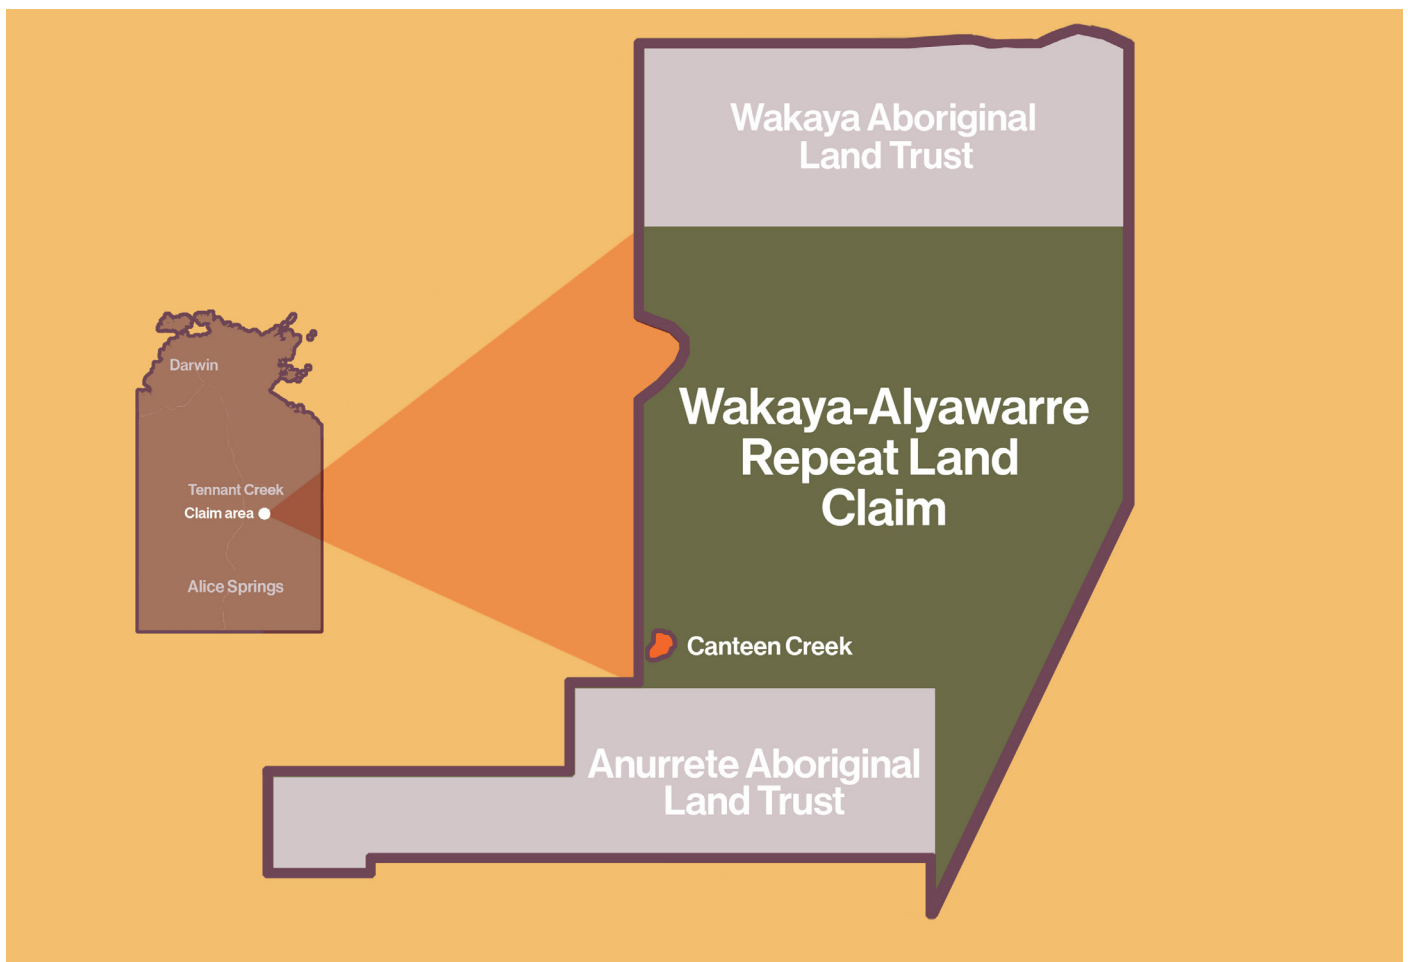 Wakaya Aboriginal
Land Trust
Darwin
Wakaya-Alyawarre
Repeat Land
Claim
Tennant Creek
Claim area
Alice Springs
Canteen Creek
Anurrete Aboriginal
Land Trust